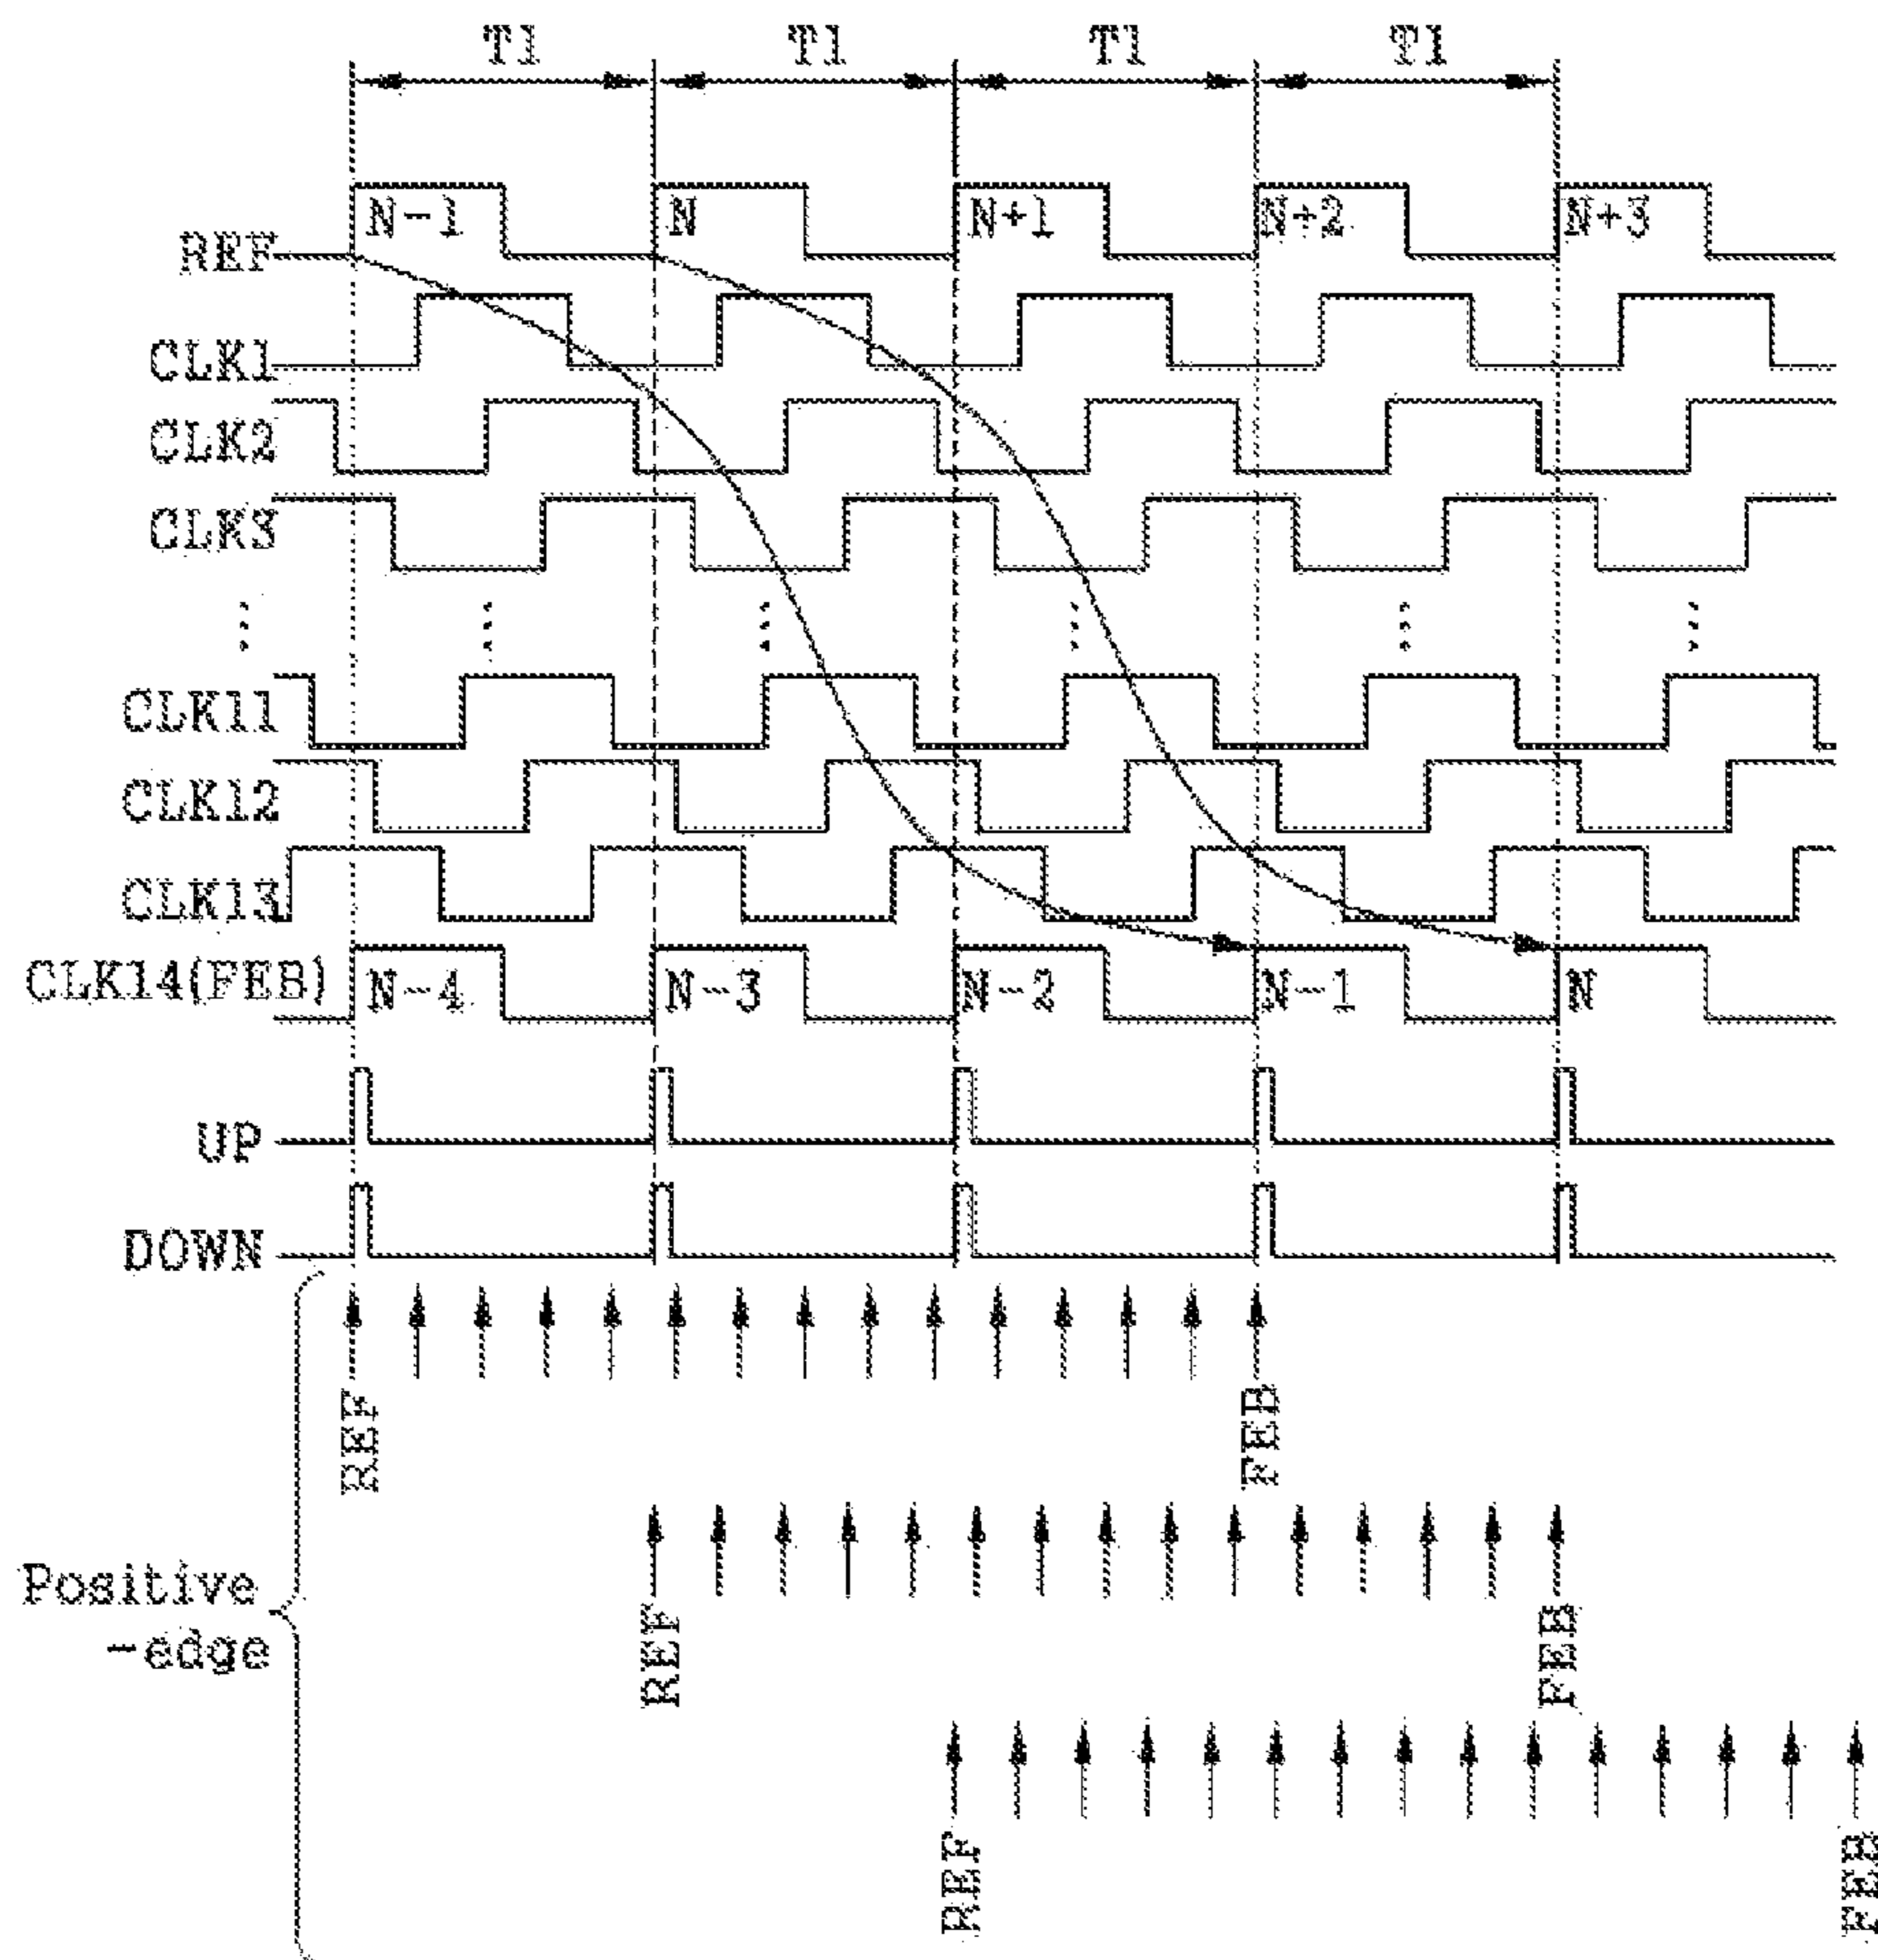 T1 T1 T1 T1
REF N-1 N N+1 N+2 N+3
CLK1
CLK2
CLK3
CLK11
CLK12
CLK13
CLK14(FEB) N-4 N-3 N-2 N-1 N
UP
DOWN
REF FEB
Positive
-edge
REF FEB
REF FEB